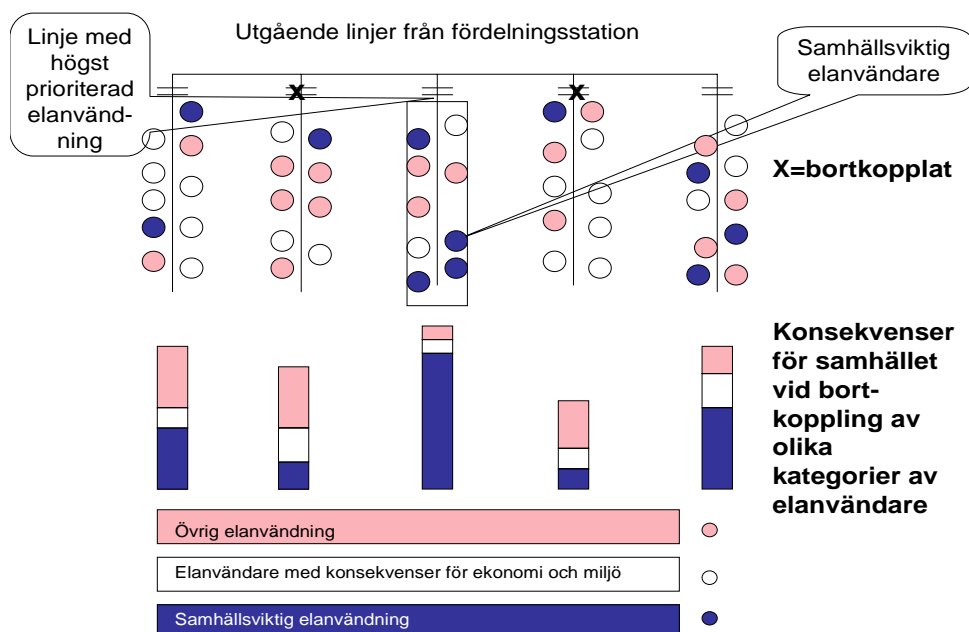 Utgående linjer från fördelningsstation
Linje med
högst
prioriterad
elanvänd-
ning
Samhällsviktig
elanvändare
X
X
X=bortkopplat
Konsekvenser
för samhället
vid bort-
koppling av
olika
kategorier av
elanvändare
Övrig elanvändning
Elanvändare med konsekvenser för ekonomi och miljö
Samhällsviktig elanvändning